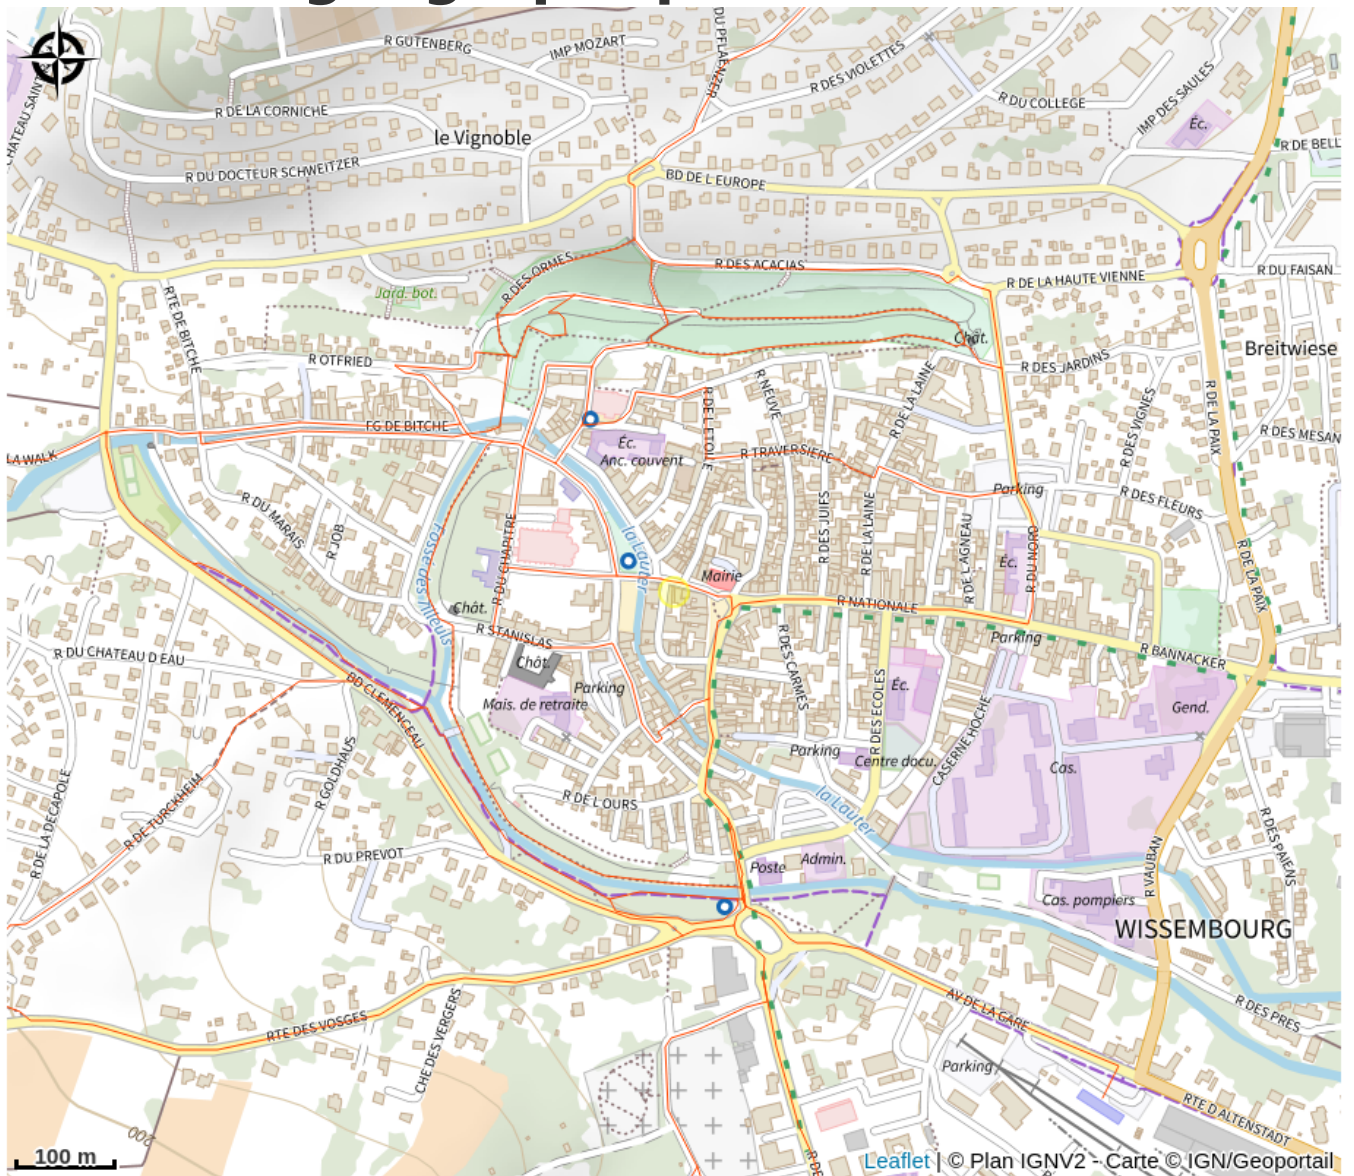 R GUTENBERG
IMP MOZART
DU PFLAENZER
R DES VIOLETTES
R DU COLLEGE
IMP DES SAULES
Éc.
R DE BELL
CHATEAU SAINT
R DE LA CORNICHE
le Vignoble
R DU DOCTEUR SCHWEITZER
BD DE L EUROPE
R DES ORMES
R DES ACACIAS
R DE LA HAUTE VIENNE
R DU FAISAN
Jard. bot.
RTE DE BITCHE
R OTFRIED
Chât.
R DES JARDINS
Breitwiese
R NEUVE
R DE LA LAINE
R DE L ETOILE
R DES VIGNES
R DE LA PAIX
FG DE BITCHE
Éc.
Anc. couvent
R TRAVERSIERE
R DES MESAN
LA WALK
R DU MARAIS
R JOB
Fossé des Tilleuls
R DU CHAPITRE
la Lauter
R DES JUIFS
R DE LA LAINE
R DE L AGNEAU
Parking
R DES FLEURS
R DU NORD
Éc.
R DE LA PAIX
Mairie
R NATIONALE
Chât.
R STANISLAS
Chât.
Parking
R BANNACKER
R DU CHATEAU D EAU
BD CLEMENCEAU
Parking
Mais. de retraite
R DES CARMES
R DES ECOLES
Éc.
Gend.
CASERNE HOCHE
Parking
Centre docu.
Cas.
R DE LA DECAPOLE
R DE TURCKHEIM
R GOLDHAUS
R DE L OURS
la Lauter
R DU PREVOT
Poste
Admin.
R VAUBAN
R DES PAIENS
Cas. pompiers
WISSEMBOURG
RTE DES VOSGES
CHE DES VERGERS
AV DE LA GARE
R DES PRES
Parking
RTE D ALTENSTADT
200
R DE
100 m
Leaflet | © Plan IGNV2 - Carte © IGN/Geoportail